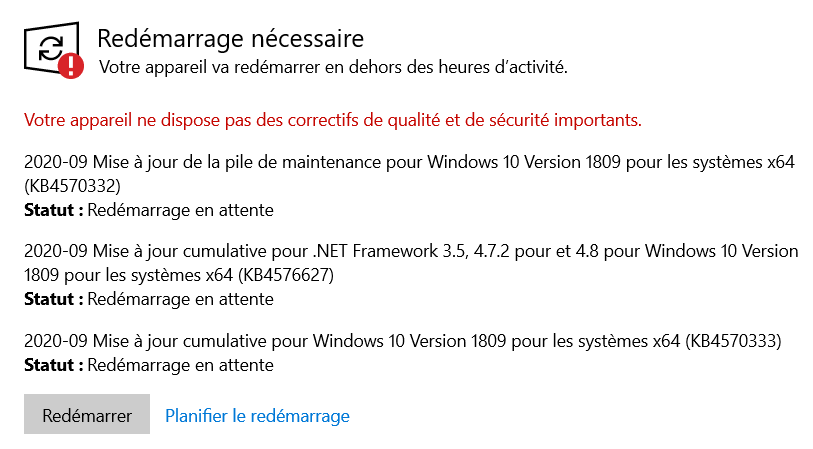 Redémarrage nécessaire
Votre appareil va redémarrer en dehors des heures d’activité.
Votre appareil ne dispose pas des correctifs de qualité et de sécurité importants.
2020-09 Mise à jour de la pile de maintenance pour Windows 10 Version 1809 pour les systèmes x64
(KB4570332)
Statut : Redémarrage en attente
2020-09 Mise à jour cumulative pour .NET Framework 3.5, 4.7.2 pour et 4.8 pour Windows 10 Version
1809 pour les systèmes x64 (KB4576627)
Statut : Redémarrage en attente
2020-09 Mise à jour cumulative pour Windows 10 Version 1809 pour les systèmes x64 (KB4570333)
Statut : Redémarrage en attente
Redémarrer Planifier le redémarrage